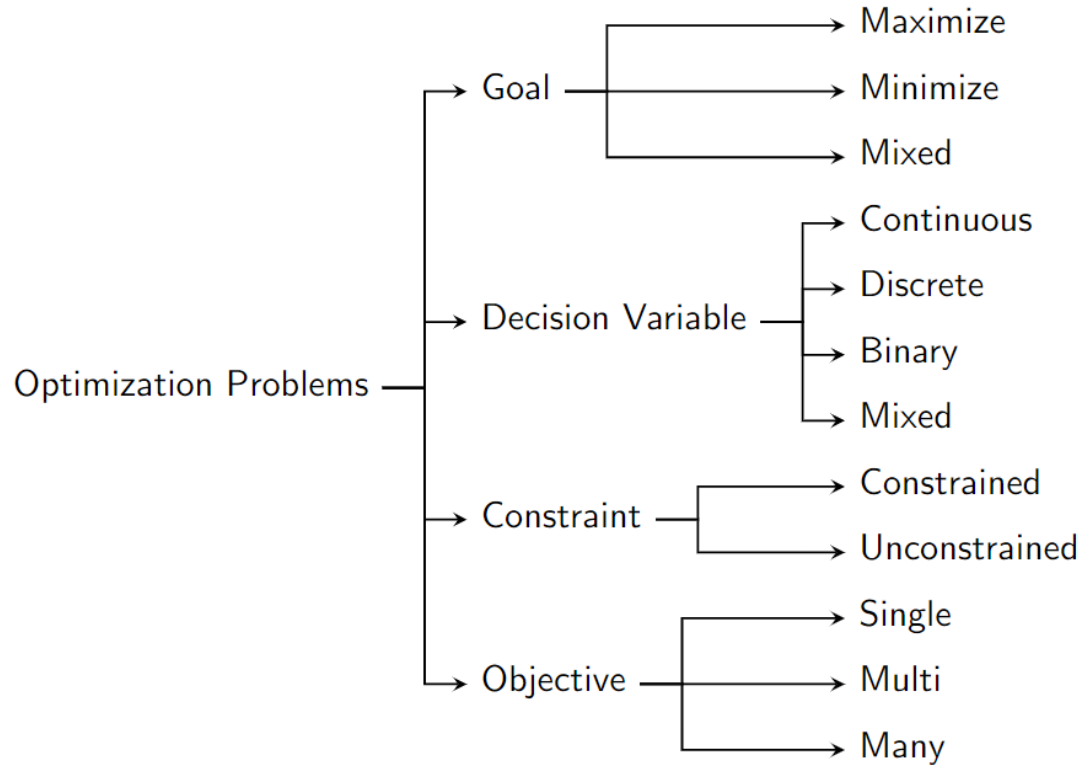 Maximize
Goal
Minimize
Mixed
Continuous
Discrete
Decision Variable
Binary
Mixed
Optimization Problems
Constrained
Constraint
Unconstrained
Single
Objective
Multi
Many